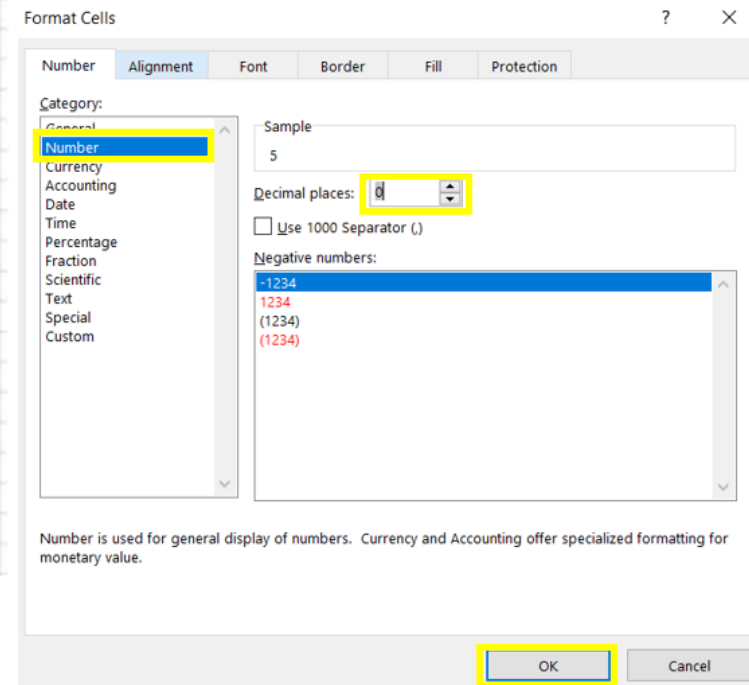 Format Cells
?
Number
Alignment
Font
Border
Fill
Protection
Category:
General
Number
Currency
Accounting
Date
Time
Percentage
Fraction
Scientific
Text
Special
Custom
Sample
5
Decimal places:
0
Use 1000 Separator (,)
Negative numbers:
-1234
1234
(1234)
(1234)
Number is used for general display of numbers.  Currency and Accounting offer specialized formatting for
monetary value.
OK
Cancel